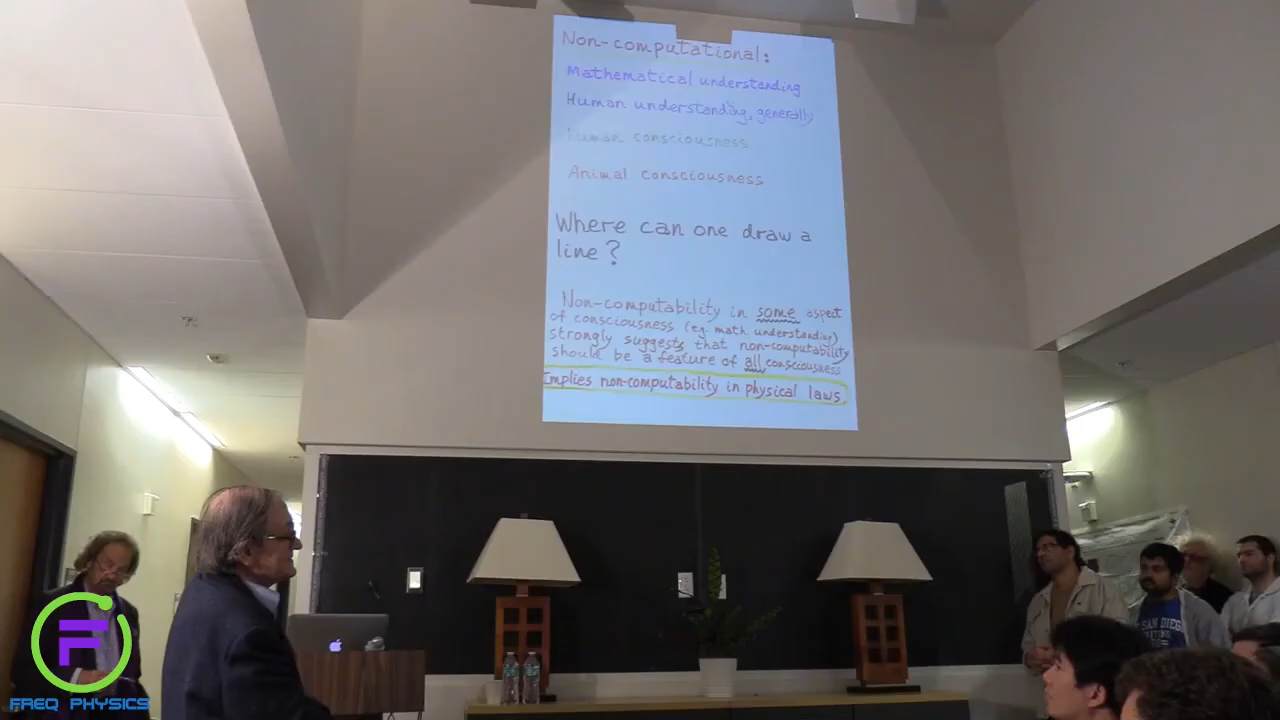 Non-computational:
Mathematical understanding
Human understanding, generally
human consciousness
Animal consciousness
Where can one draw a
line?
Non-computability in some aspect
of consciousness (e.g. math understanding)
strongly suggests that non-computability
should be a feature of all consciousness
Implies non-computability in physical laws
SAN DIEGO
FREQ PHYSICS